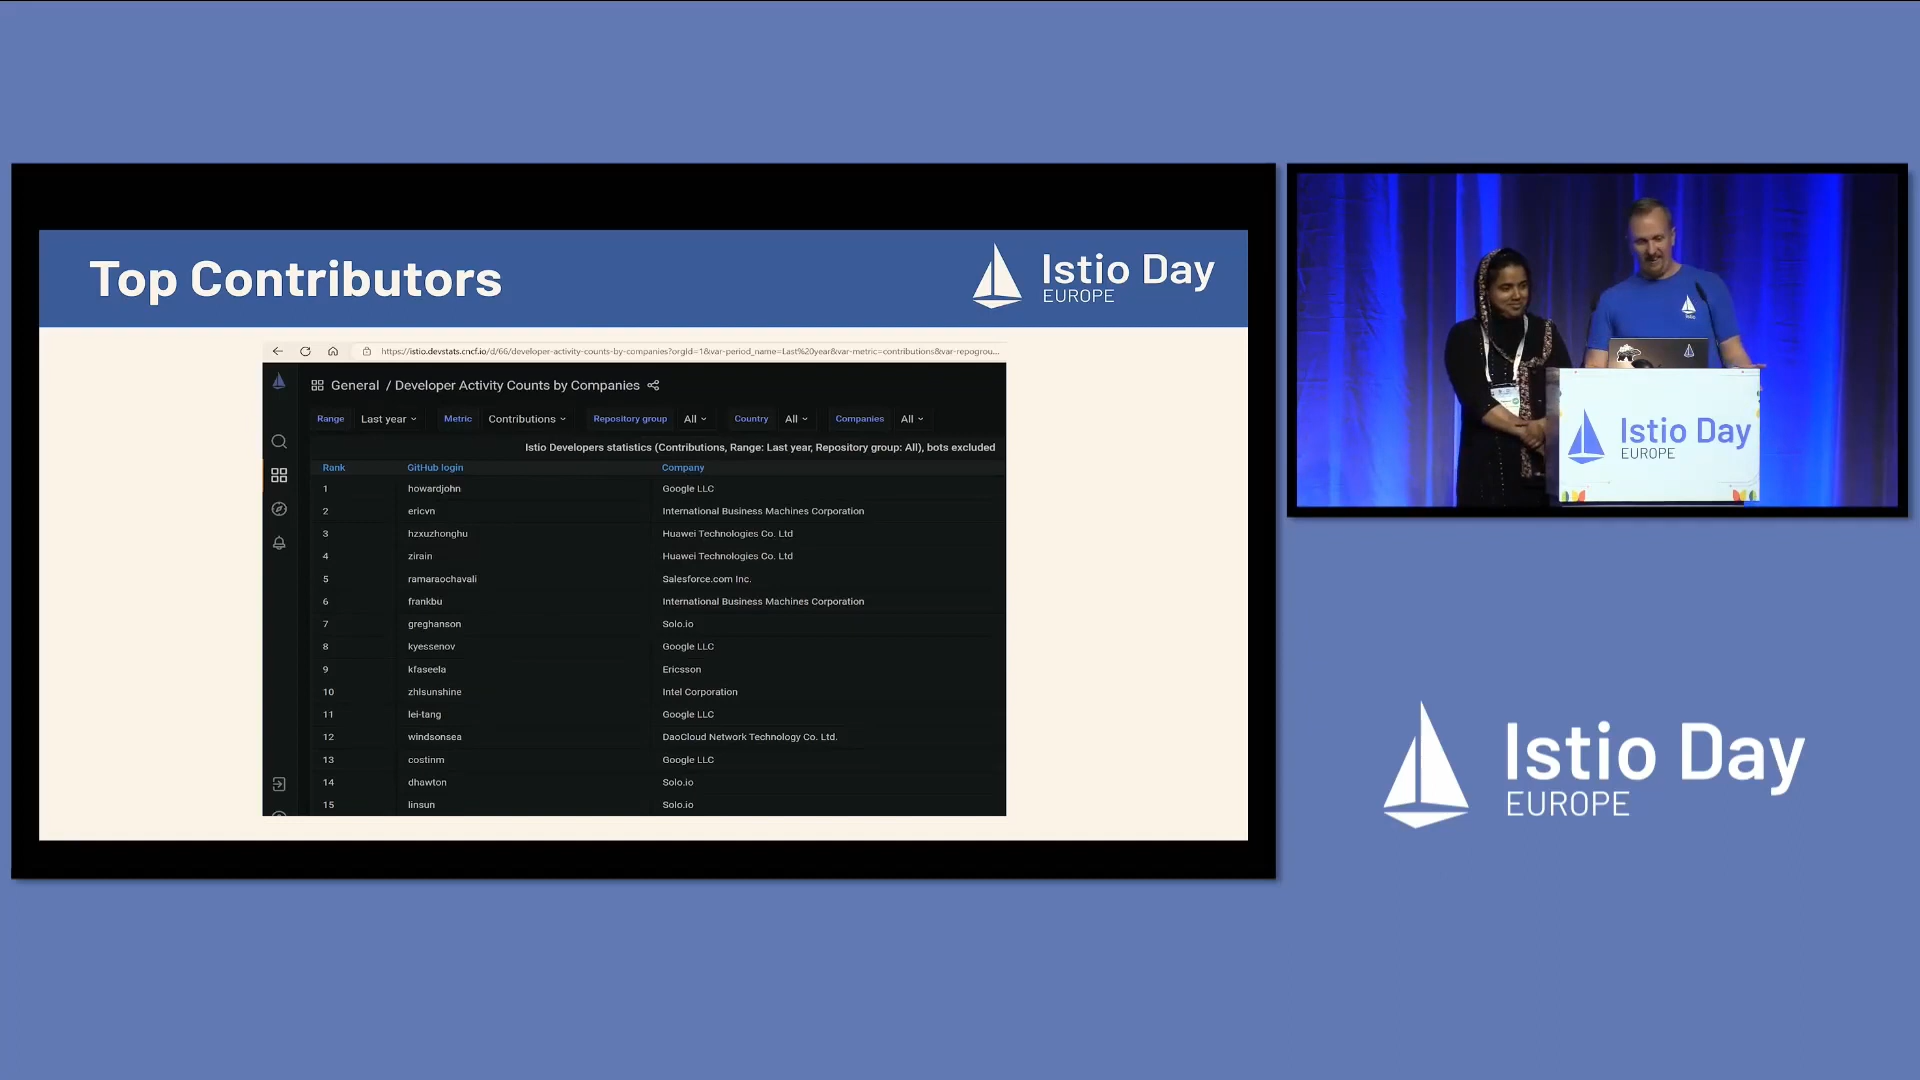 Top Contributors
Istio Day
EUROPE
https://istio.devstats.cncf.io/d/66/developer-activity-counts-by-companies?orgId=1&var-period_name=Last%20year&var-metric=contributions&var-repogrou...
General / Developer Activity Counts by Companies
Range Last year Metric Contributions Repository group All Country All Companies All
Istio Developers statistics (Contributions, Range: Last year, Repository group: All), bots excluded
Rank GitHub login Company
1 howardjohn Google LLC
2 ericvn International Business Machines Corporation
3 hzxuzhonghu Huawei Technologies Co. Ltd
4 zirain Huawei Technologies Co. Ltd
5 ramaraochavali Salesforce.com Inc.
6 frankbu International Business Machines Corporation
7 greghanson Solo.io
8 kyessenov Google LLC
9 kfaseela Ericsson
10 zhlsunshine Intel Corporation
11 lei-tang Google LLC
12 windsonsea DaoCloud Network Technology Co. Ltd.
13 costinm Google LLC
14 dhawton Solo.io
15 linsun Solo.io
Istio
Istio Day
EUROPE
Istio Day
EUROPE